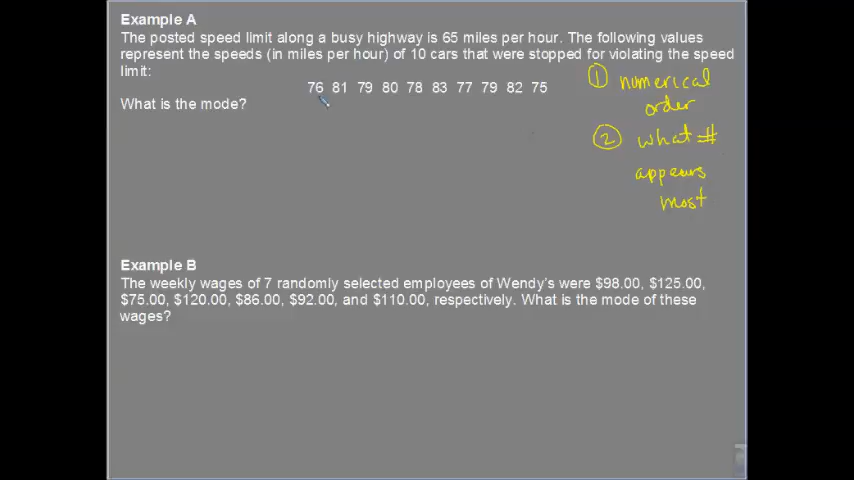 Example A
The posted speed limit along a busy highway is 65 miles per hour. The following values
represent the speeds (in miles per hour) of 10 cars that were stopped for violating the speed
limit:
76 81 79 80 78 83 77 79 82 75
What is the mode?
① numerical
order
② what #
appears
most
Example B
The weekly wages of 7 randomly selected employees of Wendy's were $98.00, $125.00,
$75.00, $120.00, $86.00, $92.00, and $110.00, respectively. What is the mode of these
wages?